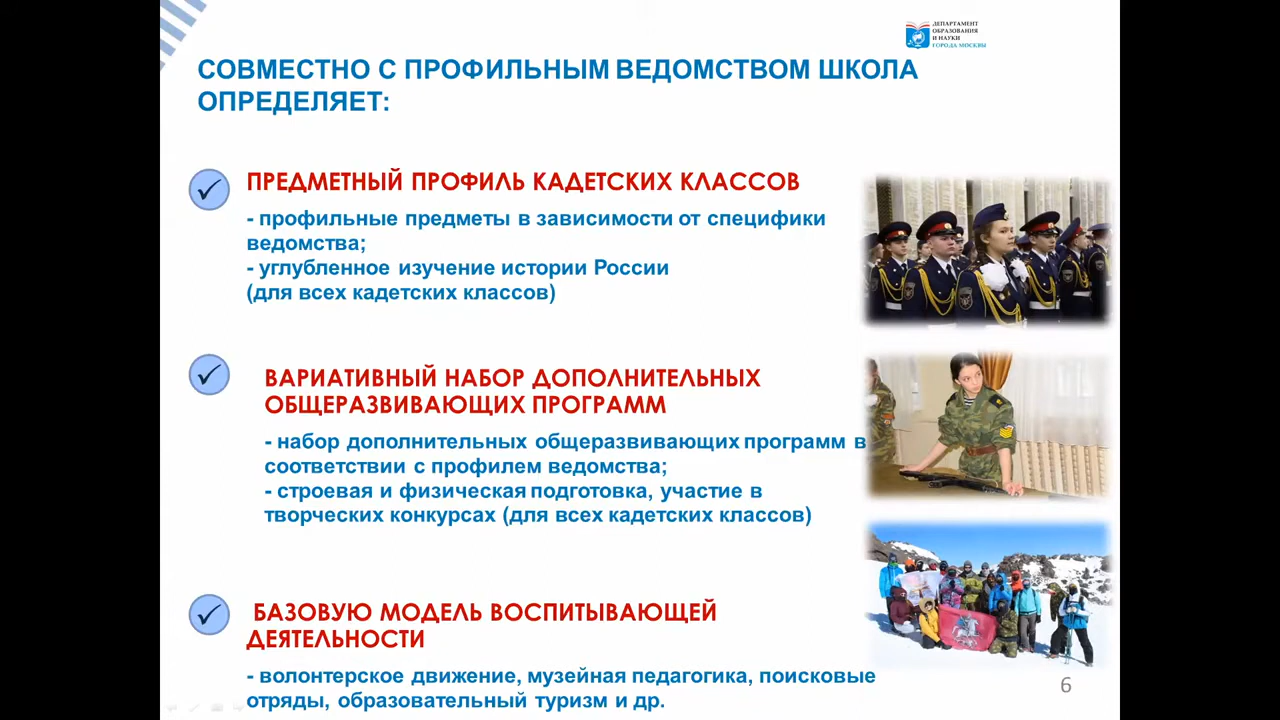 ДЕПАРТАМЕНТ
ОБРАЗОВАНИЯ
И НАУКИ
ГОРОДА МОСКВЫ
СОВМЕСТНО С ПРОФИЛЬНЫМ ВЕДОМСТВОМ ШКОЛА
ОПРЕДЕЛЯЕТ:
ПРЕДМЕТНЫЙ ПРОФИЛЬ КАДЕТСКИХ КЛАССОВ
- профильные предметы в зависимости от специфики
ведомства;
- углубленное изучение истории России
(для всех кадетских классов)
ВАРИАТИВНЫЙ НАБОР ДОПОЛНИТЕЛЬНЫХ
ОБЩЕРАЗВИВАЮЩИХ ПРОГРАММ
- набор дополнительных общеразвивающих программ в
соответствии с профилем ведомства;
- строевая и физическая подготовка, участие в
творческих конкурсах (для всех кадетских классов)
БАЗОВУЮ МОДЕЛЬ ВОСПИТЫВАЮЩЕЙ
ДЕЯТЕЛЬНОСТИ
- волонтерское движение, музейная педагогика, поисковые
отряды, образовательный туризм и др.
6